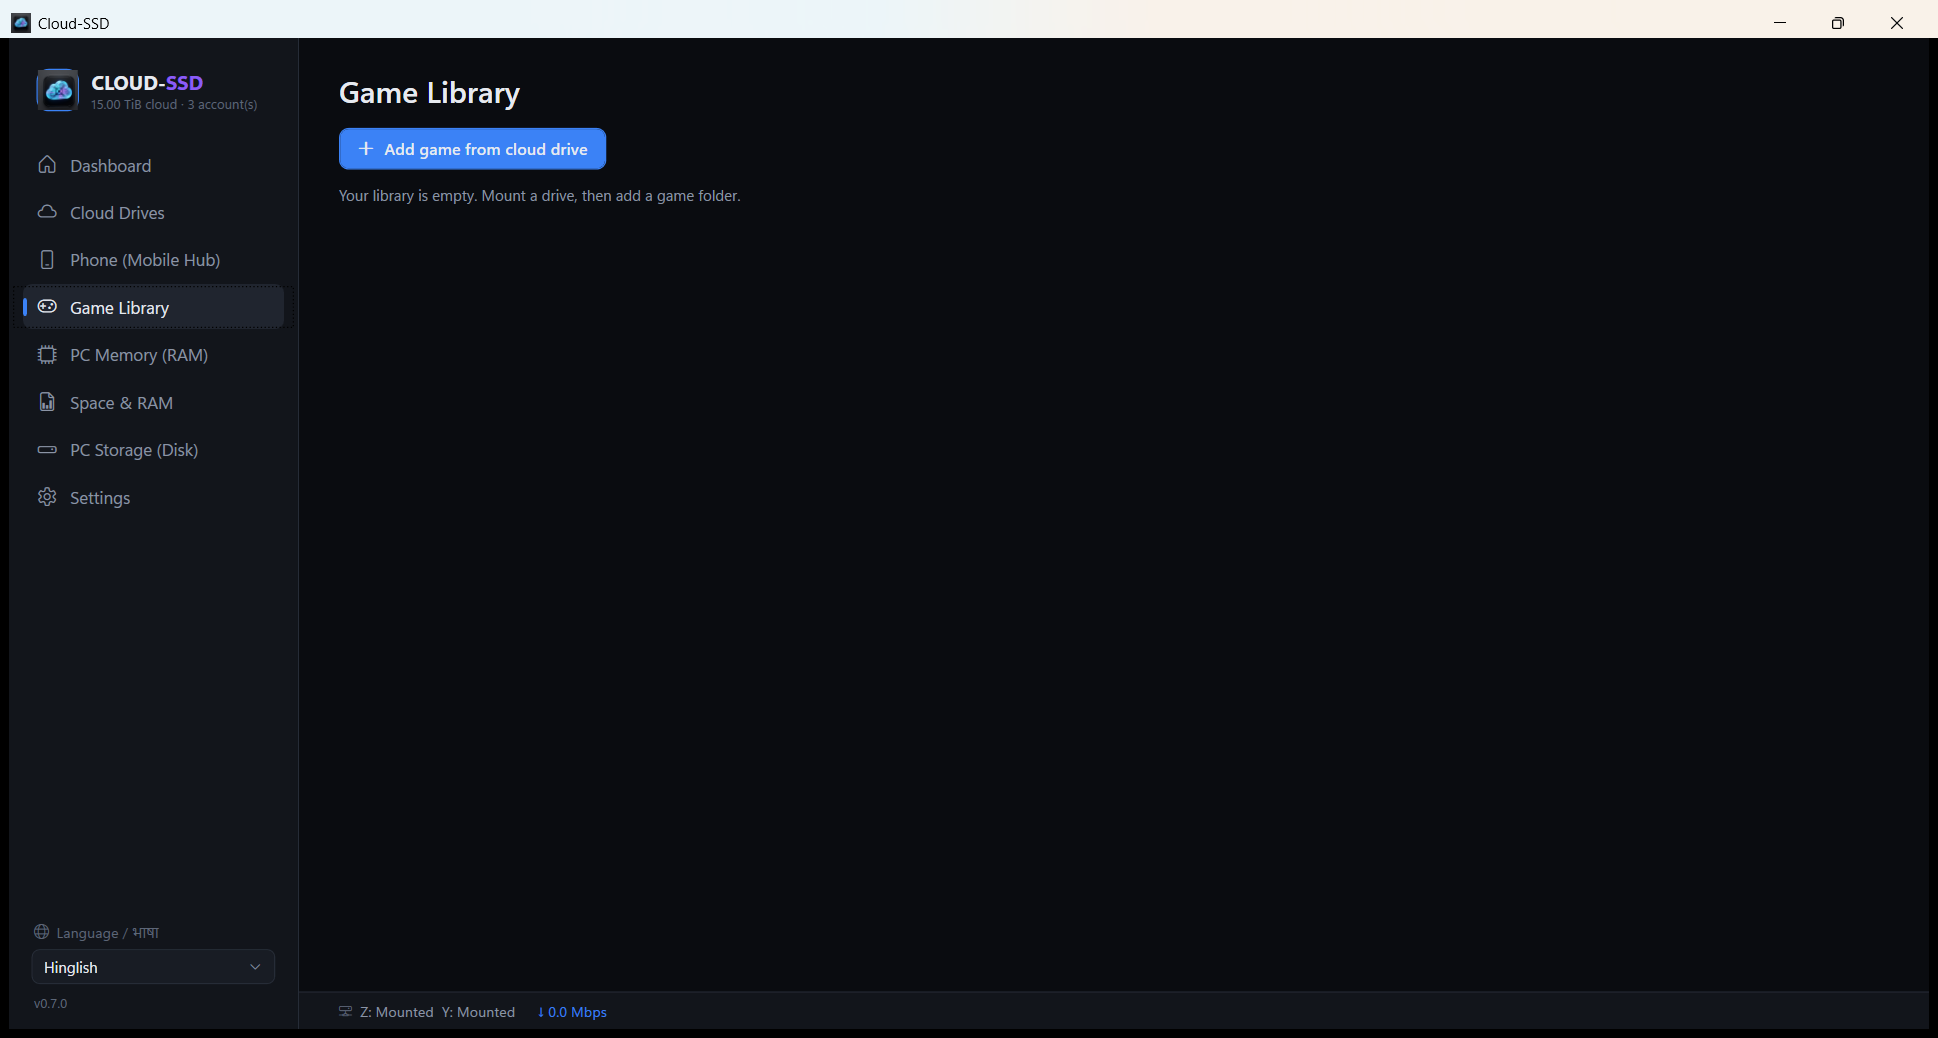 Cloud-SSD
CLOUD-SSD
15.00 TiB cloud · 3 account(s)
Dashboard
Cloud Drives
Phone (Mobile Hub)
Game Library
PC Memory (RAM)
Space & RAM
PC Storage (Disk)
Settings
Language / भाषा
Hinglish
v0.7.0
Game Library
+ Add game from cloud drive
Your library is empty. Mount a drive, then add a game folder.
Z: Mounted Y: Mounted ↓ 0.0 Mbps